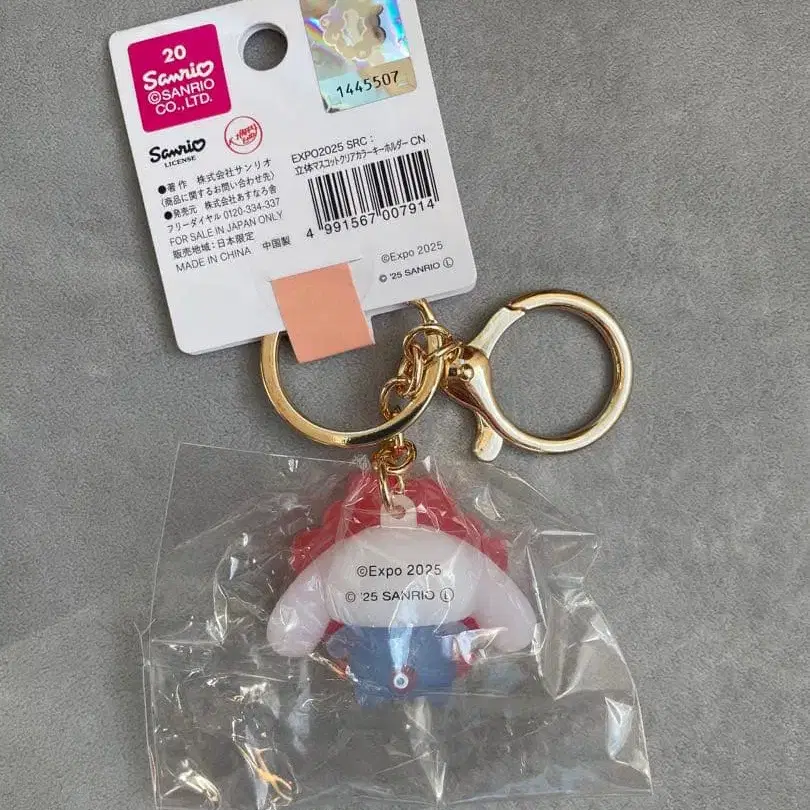 20
Sanrio
©SANRIO
CO., LTD.
1445507
Sanrio
LICENSE
EXPO2025 SRC:
立体マスコットクリアカラーキーホルダー CN
●著作 株式会社サンリオ
(商品に関するお問い合わせ先)
●発売元 株式会社あすなろ舎
フリーダイヤル 0120-334-337
FOR SALE IN JAPAN ONLY
販売地域:日本限定 中国製
MADE IN CHINA
4 991567 007914
©Expo 2025
© '25 SANRIO Ⓛ
©Expo 2025
© '25 SANRIO Ⓛ